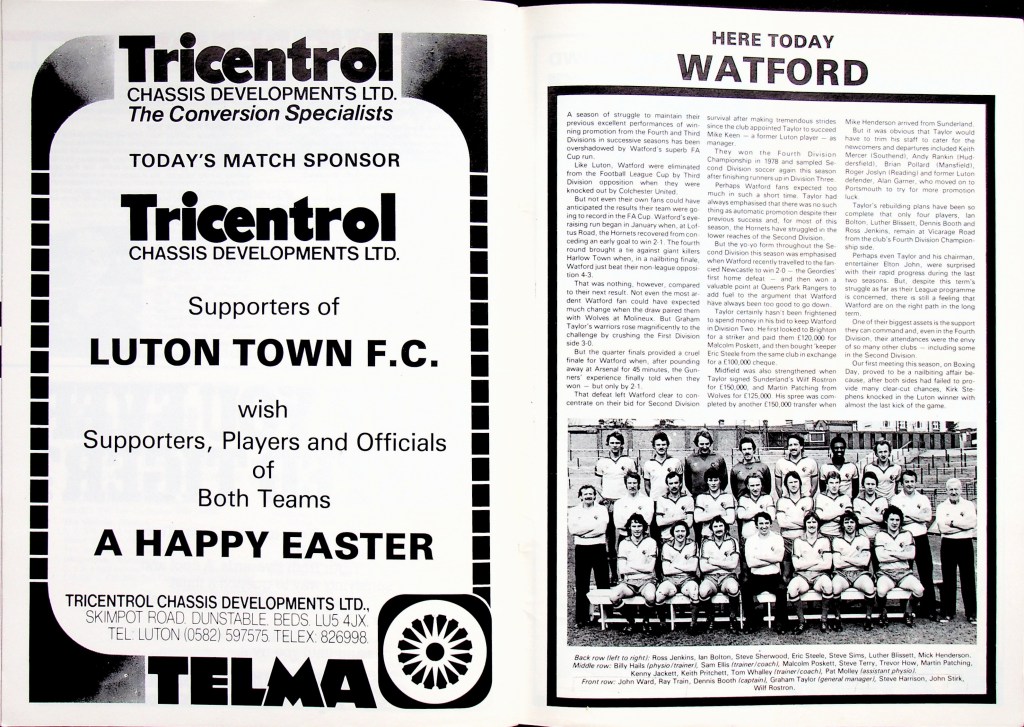 Tricentrol
CHASSIS DEVELOPMENTS LTD.
The Conversion Specialists
TODAY'S MATCH SPONSOR
Tricentrol
CHASSIS DEVELOPMENTS LTD.
Supporters of
LUTON TOWN F.C.
wish
Supporters, Players and Officials
of
Both Teams
A HAPPY EASTER
TRICENTROL CHASSIS DEVELOPMENTS LTD.,
SKIMPOT ROAD. DUNSTABLE. BEDS. LU5 4JX.
TEL: LUTON (0582) 597575. TELEX: 826998.
TELMA
HERE TODAY
WATFORD
A season of struggle to maintain their
previous excellent performances of win-
ning promotion from the Fourth and Third
Divisions in successive seasons has been
overshadowed by Watford's superb FA
Cup run.
Like Luton, Watford were eliminated
from the Football League Cup by Third
Division opposition when they were
knocked out by Colchester United.
But not even their own fans could have
anticipated the results their team were go-
ing to record in the FA Cup. Watford's eye-
raising run began in January when, at Lof-
tus Road, the Hornets recovered from con-
ceding an early goal to win 2-1. The fourth
round brought a tie against giant killers
Harlow Town when, in a nailbiting finale,
Watford just beat their non-league opposi-
tion 4-3.
That was nothing, however, compared
to their next result. Not even the most ar-
dent Watford fan could have expected
much change when the draw paired them
with Wolves at Molineux. But Graham
Taylor's warriors rose magnificently to the
challenge by crushing the First Division
side 3-0.
But the quarter finals provided a cruel
finale for Watford when, after pounding
away at Arsenal for 45 minutes, the Gun-
ners' experience finally told when they
won — but only by 2-1.
That defeat left Watford clear to con-
centrate on their bid for Second Division
survival after making tremendous strides
since the club appointed Taylor to succeed
Mike Keen — a former Luton player — as
manager.
They won the Fourth Division
Championship in 1978 and sampled Se-
cond Division soccer again this season
after finishing runners up in Division Three.
Perhaps Watford fans expected too
much in such a short time. Taylor had
always emphasised that there was no such
thing as automatic promotion despite their
previous success and, for most of this
season, the Hornets have struggled in the
lower reaches of the Second Division.
But the yo-yo form throughout the Se-
cond Division this season was emphasised
when Watford recently travelled to the fan-
cied Newcastle to win 2-0 — the Geordies'
first home defeat — and then won a
valuable point at Queens Park Rangers to
add fuel to the argument that Watford
have always been too good to go down.
Taylor certainly hasn't been frightened
to spend money in his bid to keep Watford
in Division Two. He first looked to Brighton
for a striker and paid them £120,000 for
Malcolm Poskett, and then bought 'keeper
Eric Steele from the same club in exchange
for a £100,000 cheque.
Midfield was also strengthened when
Taylor signed Sunderland's Wilf Rostron
for £150,000, and Martin Patching from
Wolves for £125,000. His spree was com-
pleted by another £150,000 transfer when
Mike Henderson arrived from Sunderland.
But it was obvious that Taylor would
have to trim his staff to cater for the
newcomers and departures included Keith
Mercer (Southend), Andy Rankin (Hud-
dersfield), Brian Pollard (Mansfield),
Roger Joslyn (Reading) and former Luton
defender, Alan Garner, who moved on to
Portsmouth to try for more promotion
luck.
Taylor's rebuilding plans have been so
complete that only four players, Ian
Bolton, Luther Blissett, Dennis Booth and
Ross Jenkins, remain at Vicarage Road
from the club's Fourth Division Champion-
ship side.
Perhaps even Taylor and his chairman,
entertainer Elton John, were surprised
with their rapid progress during the last
two seasons. But, despite this term's
struggle as far as their League programme
is concerned, there is still a feeling that
Watford are on the right path in the long
term.
One of their biggest assets is the support
they can command and, even in the Fourth
Division, their attendances were the envy
of so many other clubs — including some
in the Second Division.
Our first meeting this season, on Boxing
Day, proved to be a nailbiting affair be-
cause, after both sides had failed to pro-
vide many clear-cut chances, Kirk Ste-
phens knocked in the Luton winner with
almost the last kick of the game.
Back row (left to right): Ross Jenkins, Ian Bolton, Steve Sherwood, Eric Steele, Steve Sims, Luther Blissett, Mick Henderson.
Middle row: Billy Hails (physio/trainer), Sam Ellis (trainer/coach), Malcolm Poskett, Steve Terry, Trevor How, Martin Patching,
Kenny Jackett, Keith Pritchett, Tom Whalley (trainer/coach), Pat Molley (assistant physio).
Front row: John Ward, Ray Train, Dennis Booth (captain), Graham Taylor (general manager), Steve Harrison, John Stirk,
Wilf Rostron.